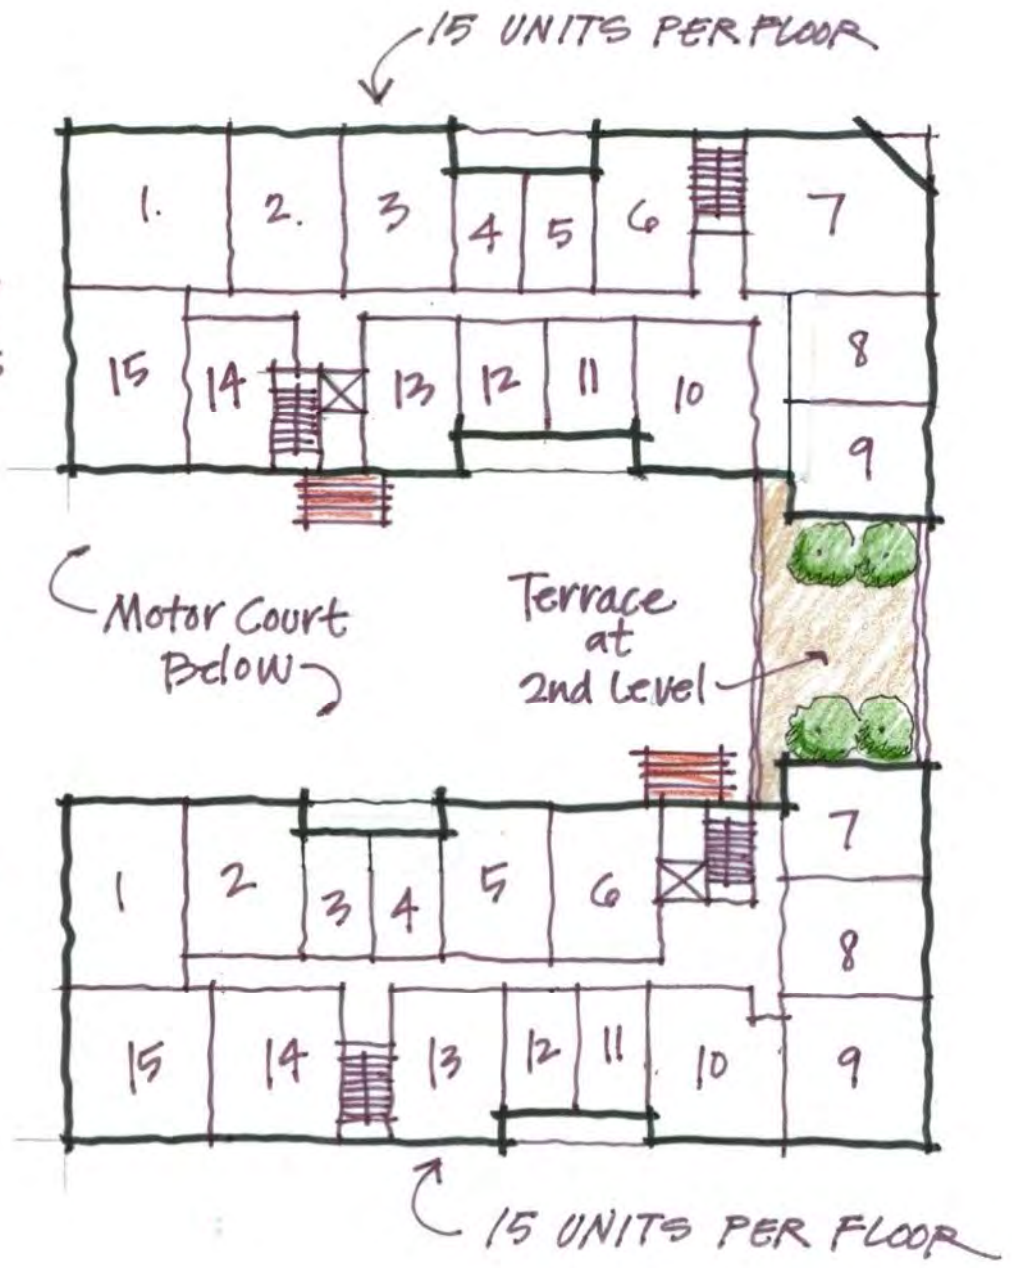 15 UNITS PER FLOOR
1. 2. 3 4 5 6 7
8
15 14 13 12 11 10
9
Motor Court
Below
Terrace
at
2nd Level
7
1 2 3 4 5 6
8
15 14 13 12 11 10 9
15 UNITS PER FLOOR